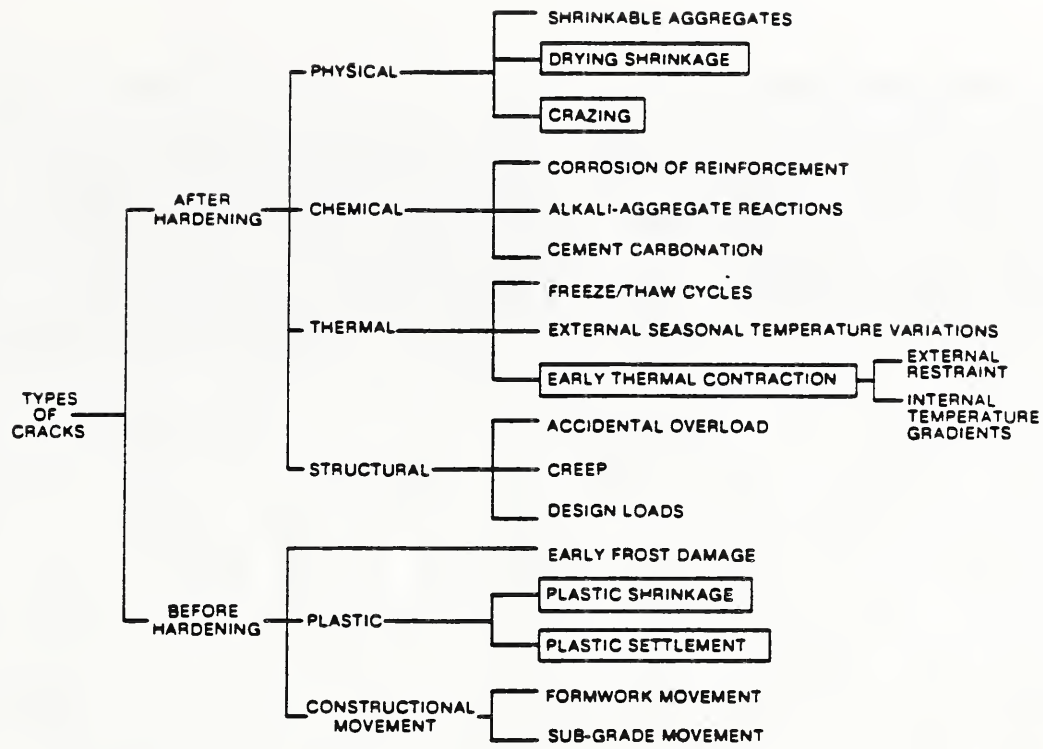 TYPES
OF
CRACKS
AFTER
HARDENING
PHYSICAL
SHRINKABLE AGGREGATES
DRYING SHRINKAGE
CRAZING
CHEMICAL
CORROSION OF REINFORCEMENT
ALKALI-AGGREGATE REACTIONS
CEMENT CARBONATION
THERMAL
FREEZE/THAW CYCLES
EXTERNAL SEASONAL TEMPERATURE VARIATIONS
EARLY THERMAL CONTRACTION
EXTERNAL
RESTRAINT
INTERNAL
TEMPERATURE
GRADIENTS
STRUCTURAL
ACCIDENTAL OVERLOAD
CREEP
DESIGN LOADS
BEFORE
HARDENING
EARLY FROST DAMAGE
PLASTIC
PLASTIC SHRINKAGE
PLASTIC SETTLEMENT
CONSTRUCTIONAL
MOVEMENT
FORMWORK MOVEMENT
SUB-GRADE MOVEMENT